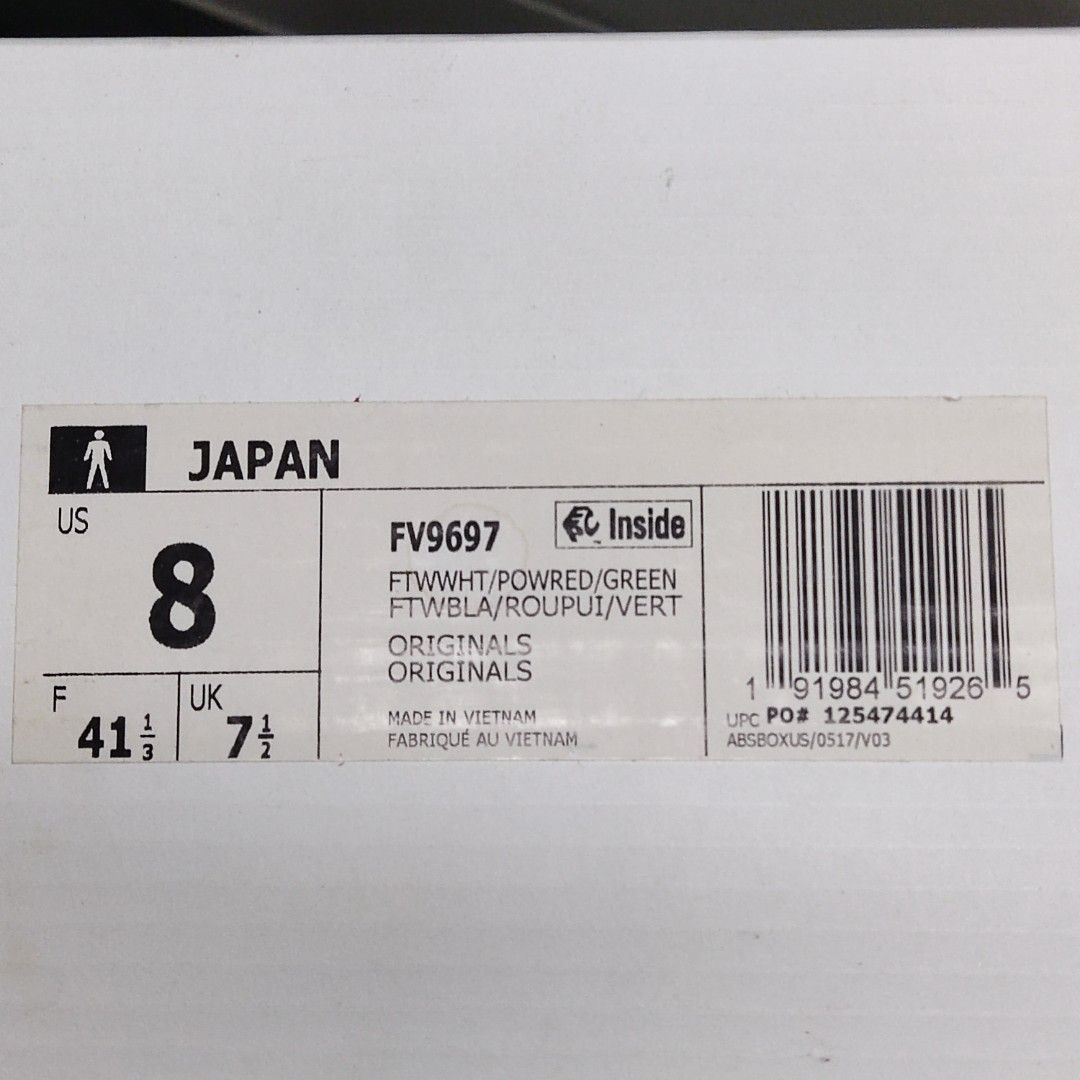 JAPAN
US
8
F
41 1/3
UK
7 1/2
FV9697
Inside
FTWWHT/POWRED/GREEN
FTWBLA/ROUPUI/VERT
ORIGINALS
ORIGINALS
MADE IN VIETNAM
FABRIQUÉ AU VIETNAM
1 91984 51926 5
UPC PO# 125474414
ABSBOXUS/0517/V03